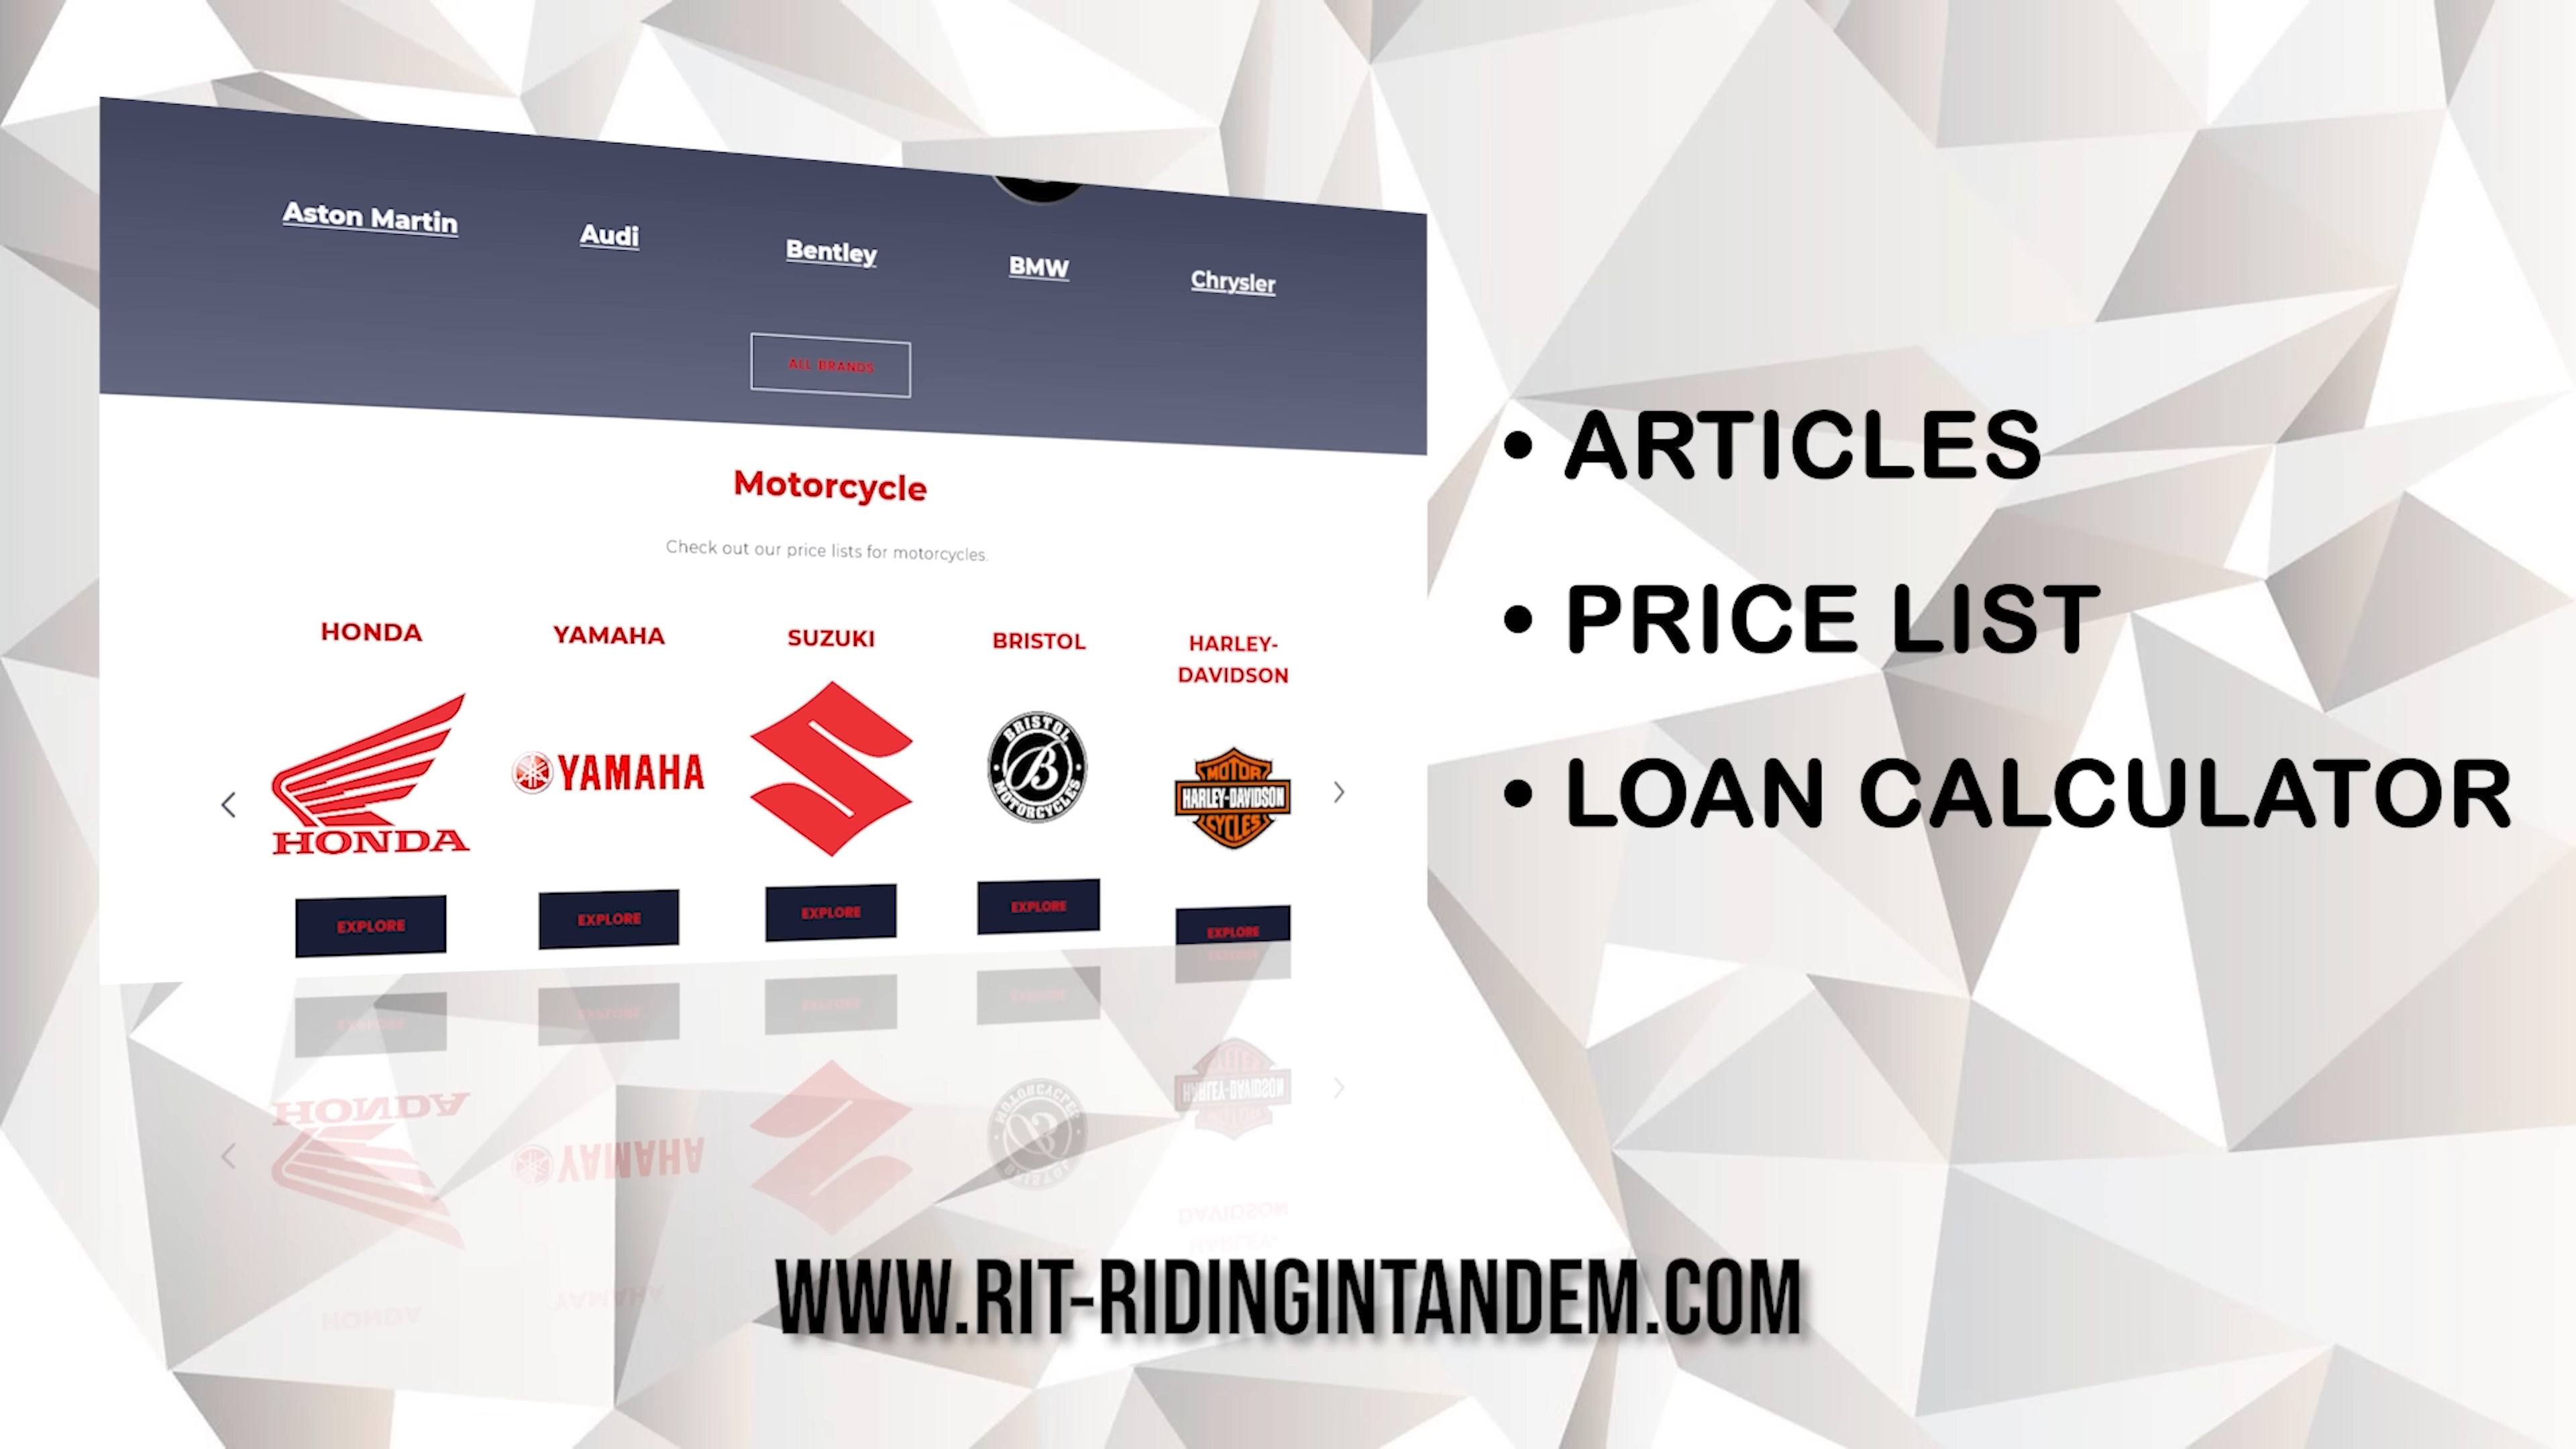 Aston Martin
Audi
Bentley
BMW
Chrysler
ALL BRANDS
Motorcycle
Check out our price lists for motorcycles.
HONDA
YAMAHA
SUZUKI
BRISTOL
HARLEY-
DAVIDSON
HONDA
YAMAHA
BRISTOL
B
MOTORCYCLES
MOTOR
HARLEY-DAVIDSON
CYCLES
EXPLORE
EXPLORE
EXPLORE
EXPLORE
EXPLORE
• ARTICLES
• PRICE LIST
• LOAN CALCULATOR
WWW.RIT-RIDINGINTANDEM.COM